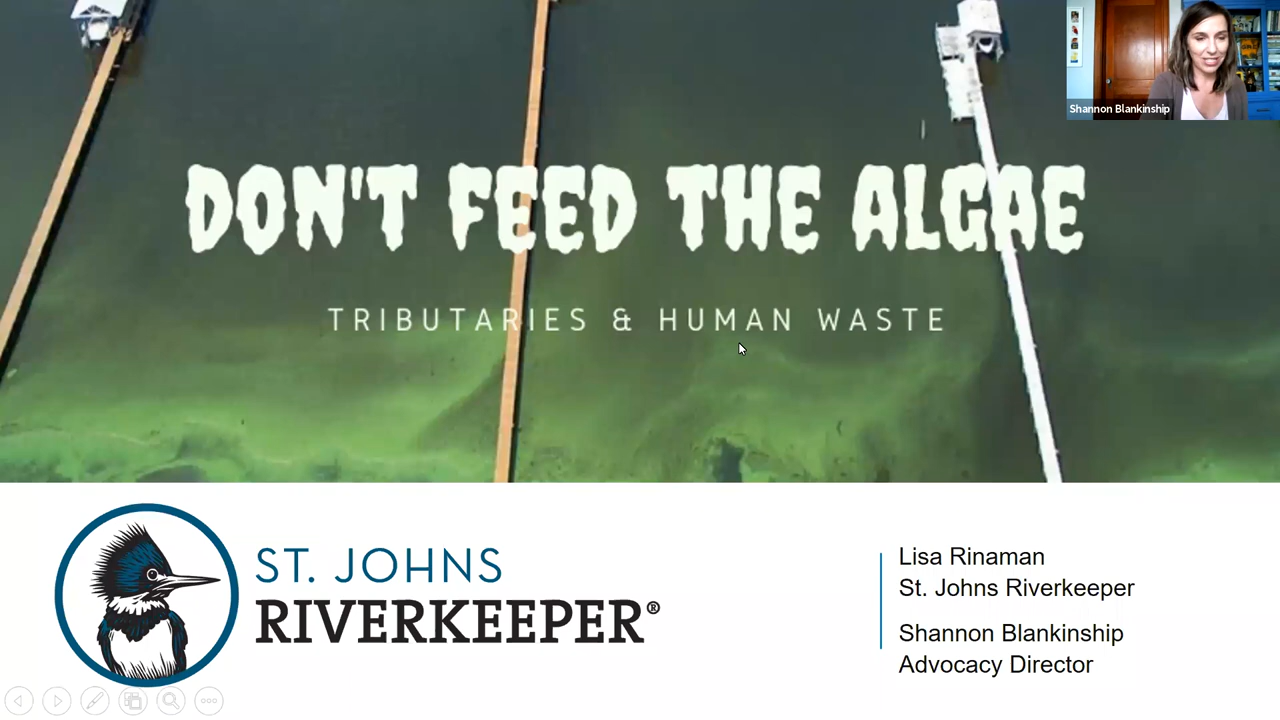 Shannon Blankinship
DON'T FEED THE ALGAE
TRIBUTARIES & HUMAN WASTE
ST. JOHNS
RIVERKEEPER®
Lisa Rinaman
St. Johns Riverkeeper
Shannon Blankinship
Advocacy Director